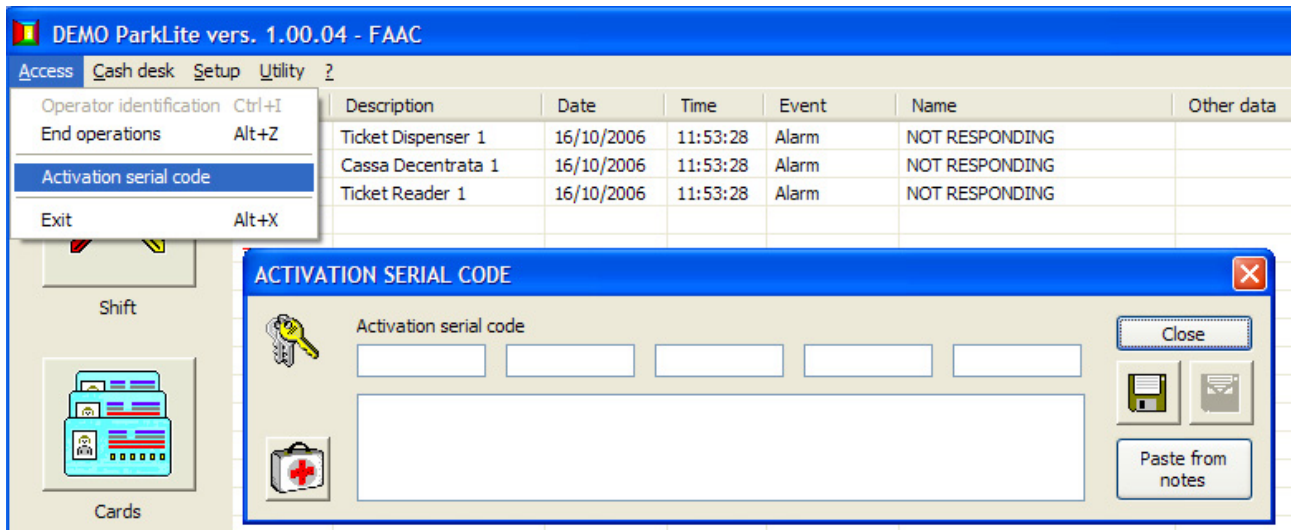 DEMO ParkLite vers. 1.00.04 - FAAC
Access Cash desk Setup Utility ?
Operator identification Ctrl+I
End operations Alt+Z
Activation serial code
Exit Alt+X
Description Date Time Event Name Other data
Ticket Dispenser 1 16/10/2006 11:53:28 Alarm NOT RESPONDING
Cassa Decentrata 1 16/10/2006 11:53:28 Alarm NOT RESPONDING
Ticket Reader 1 16/10/2006 11:53:28 Alarm NOT RESPONDING
Shift
Cards
ACTIVATION SERIAL CODE
Activation serial code
Close
Paste from
notes